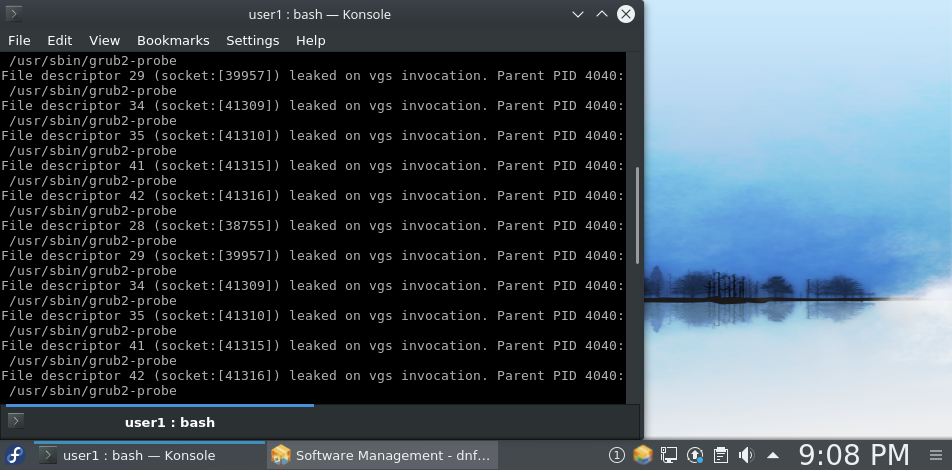 user1 : bash — Konsole
File Edit View Bookmarks Settings Help
/usr/sbin/grub2-probe
File descriptor 29 (socket:[39957]) leaked on vgs invocation. Parent PID 4040:
/usr/sbin/grub2-probe
File descriptor 34 (socket:[41309]) leaked on vgs invocation. Parent PID 4040:
/usr/sbin/grub2-probe
File descriptor 35 (socket:[41310]) leaked on vgs invocation. Parent PID 4040:
/usr/sbin/grub2-probe
File descriptor 41 (socket:[41315]) leaked on vgs invocation. Parent PID 4040:
/usr/sbin/grub2-probe
File descriptor 42 (socket:[41316]) leaked on vgs invocation. Parent PID 4040:
/usr/sbin/grub2-probe
File descriptor 28 (socket:[38755]) leaked on vgs invocation. Parent PID 4040:
/usr/sbin/grub2-probe
File descriptor 29 (socket:[39957]) leaked on vgs invocation. Parent PID 4040:
/usr/sbin/grub2-probe
File descriptor 34 (socket:[41309]) leaked on vgs invocation. Parent PID 4040:
/usr/sbin/grub2-probe
File descriptor 35 (socket:[41310]) leaked on vgs invocation. Parent PID 4040:
/usr/sbin/grub2-probe
File descriptor 41 (socket:[41315]) leaked on vgs invocation. Parent PID 4040:
/usr/sbin/grub2-probe
File descriptor 42 (socket:[41316]) leaked on vgs invocation. Parent PID 4040:
/usr/sbin/grub2-probe
user1 : bash
user1 : bash — Konsole Software Management - dnf... 1 9:08 PM